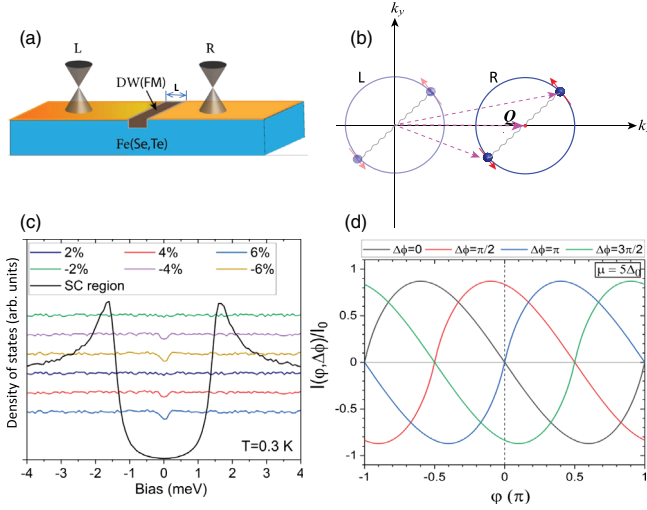 (a)
L
R
DW(FM)
L
Fe(Se,Te)
(b)
k_y
L
R
Q
k
(c)
2%
4%
6%
-2%
-4%
-6%
SC region
Density of states (arb. units)
T=0.3 K
-4
-3
-2
-1
0
1
2
3
4
Bias (meV)
(d)
Δϕ=0
Δϕ=π/2
Δϕ=π
Δϕ=3π/2
μ = 5Δ₀
I(φ,Δϕ)/I₀
1
0.5
0
-0.5
-1
-1
-0.5
0
0.5
1
φ (π)